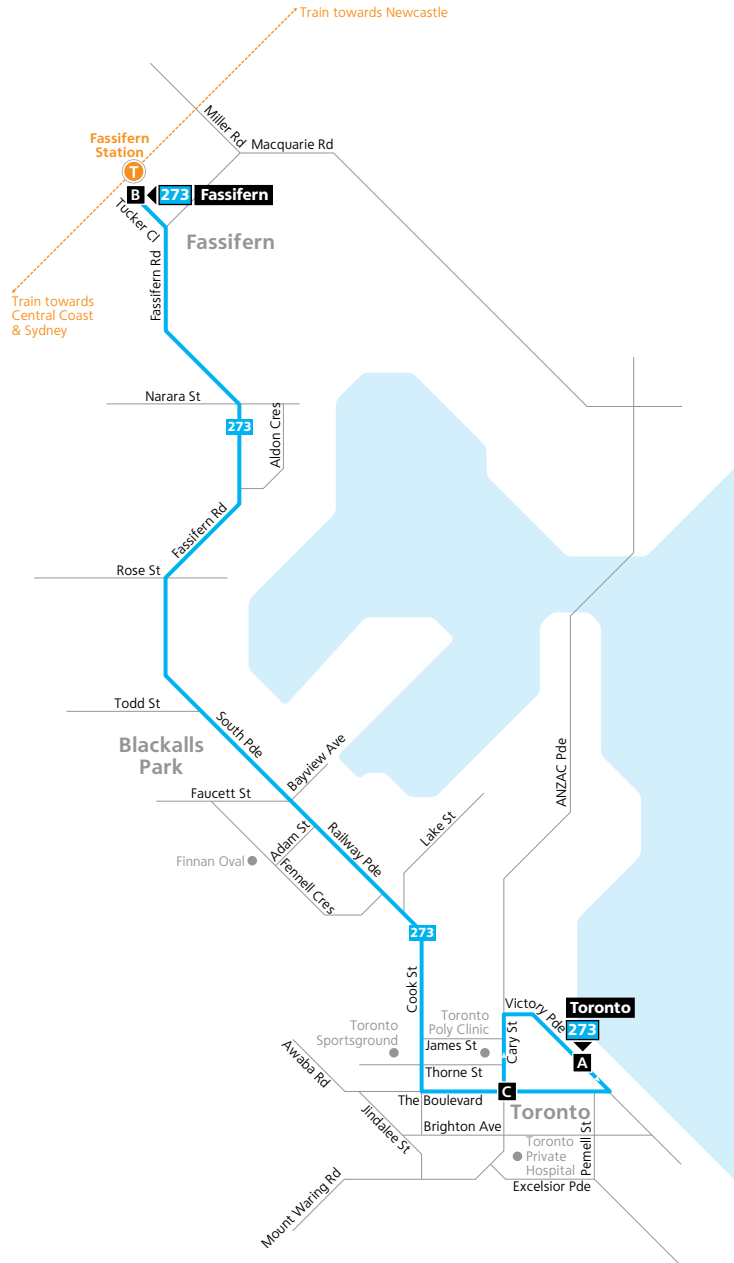 Train towards Newcastle
Miller Rd
Macquarie Rd
Fassifern
Station
T
B
273
Fassifern
Tucker Cl
Fassifern
Fassifern Rd
Train towards
Central Coast
& Sydney
Narara St
Aldon Cres
273
Fassifern Rd
Rose St
Todd St
South Pde
Blackalls
Park
Bayview Ave
ANZAC Pde
Faucett St
Adam St
Railway Pde
Lake St
Finnan Oval
Fennell Cres
273
Cook St
Victory Pde
Toronto
273
Toronto
Poly Clinic
Toronto
Sportsground
James St
Cary St
A
Awaba Rd
Thorne St
The Boulevard
C
Toronto
Jindalee St
Brighton Ave
Pemell St
Toronto
Private
Hospital
Excelsior Pde
Mount Waring Rd